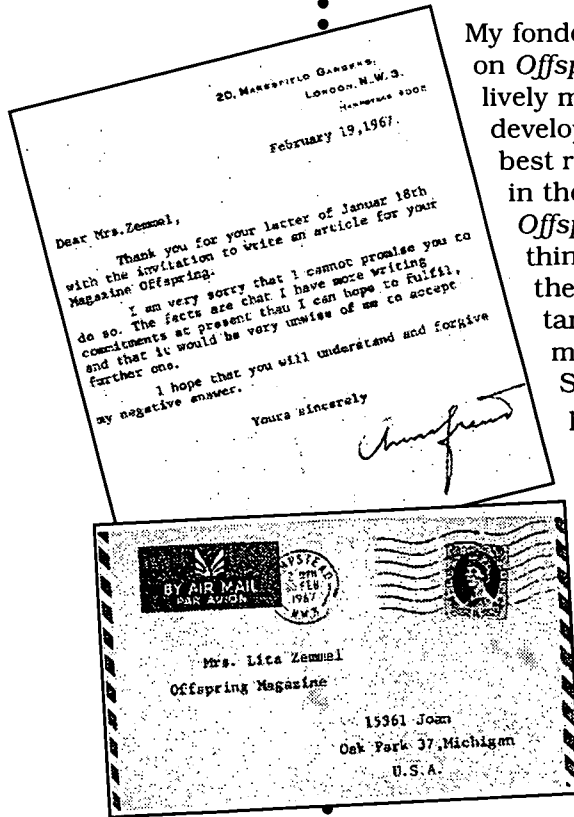 20, MARESFIELD GARDENS,
LONDON. N.W.3.
HAMPSTEAD
February 19,1967.
Dear Mrs.Zemmel,
Thank you for your letter of Januar 18th
with the invitation to write an article for your
Magazine Offspring.
I am very sorry that I cannot promise you to
do so. The facts are that I have more writing
commitments at present than I can hope to fulfil,
and that it would be very unwise of me to accept
further one.
I hope that you will understand and forgive
my negative answer.
Yours sincerely
Anna Freud
BY AIR MAIL
PAR AVION
FEB
1967
N.W.3
Mrs. Lita Zemmel
Offspring Magazine
15361 Joan
Oak Park 37,Michigan
U.S.A.
My fonde
on Offsp
lively m
develop
best r
in the
Offsp
thin
the
tar
m
S